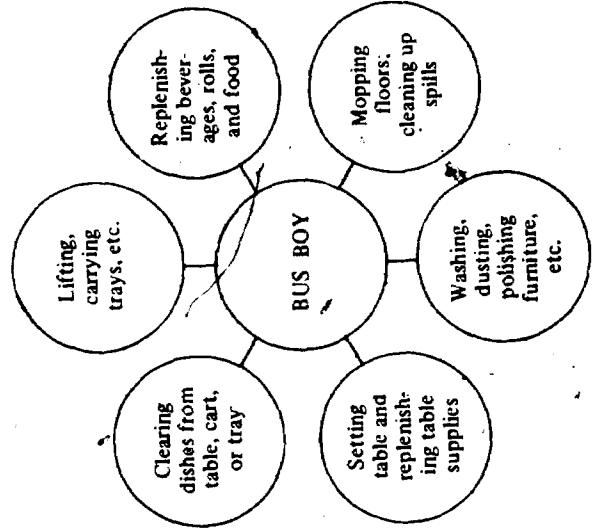 Lifting,
carrying
trays, etc.
Clearing
dishes from
table, cart,
or tray
Replenish-
ing bever-
ages, rolls,
and food
BUS BOY
Setting
table and
replenish-
ing table
supplies
Mopping
floors;
cleaning up
spills
Washing,
dusting,
polishing
furniture,
etc.